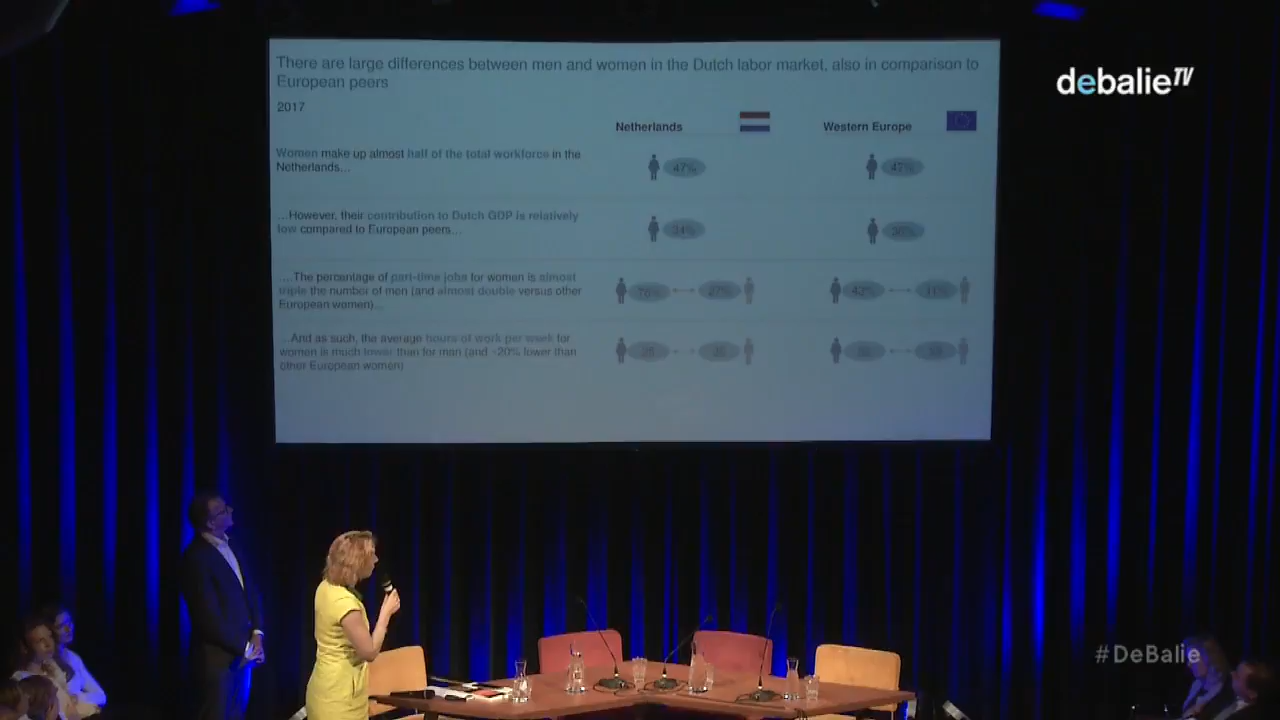 There are large differences between men and women in the Dutch labor market, also in comparison to
European peers
2017
Netherlands
Western Europe
Women make up almost half of the total workforce in the
Netherlands…
47%
47%
…However, their contribution to Dutch GDP is relatively
low compared to European peers…
….The percentage of part-time jobs for women is almost
triple the number of men (and almost double versus other
European women)…
…And as such, the average hours of work per week for
women is much lower than for men (and ~20% lower than
other European women)
debalie TV
#DeBalie